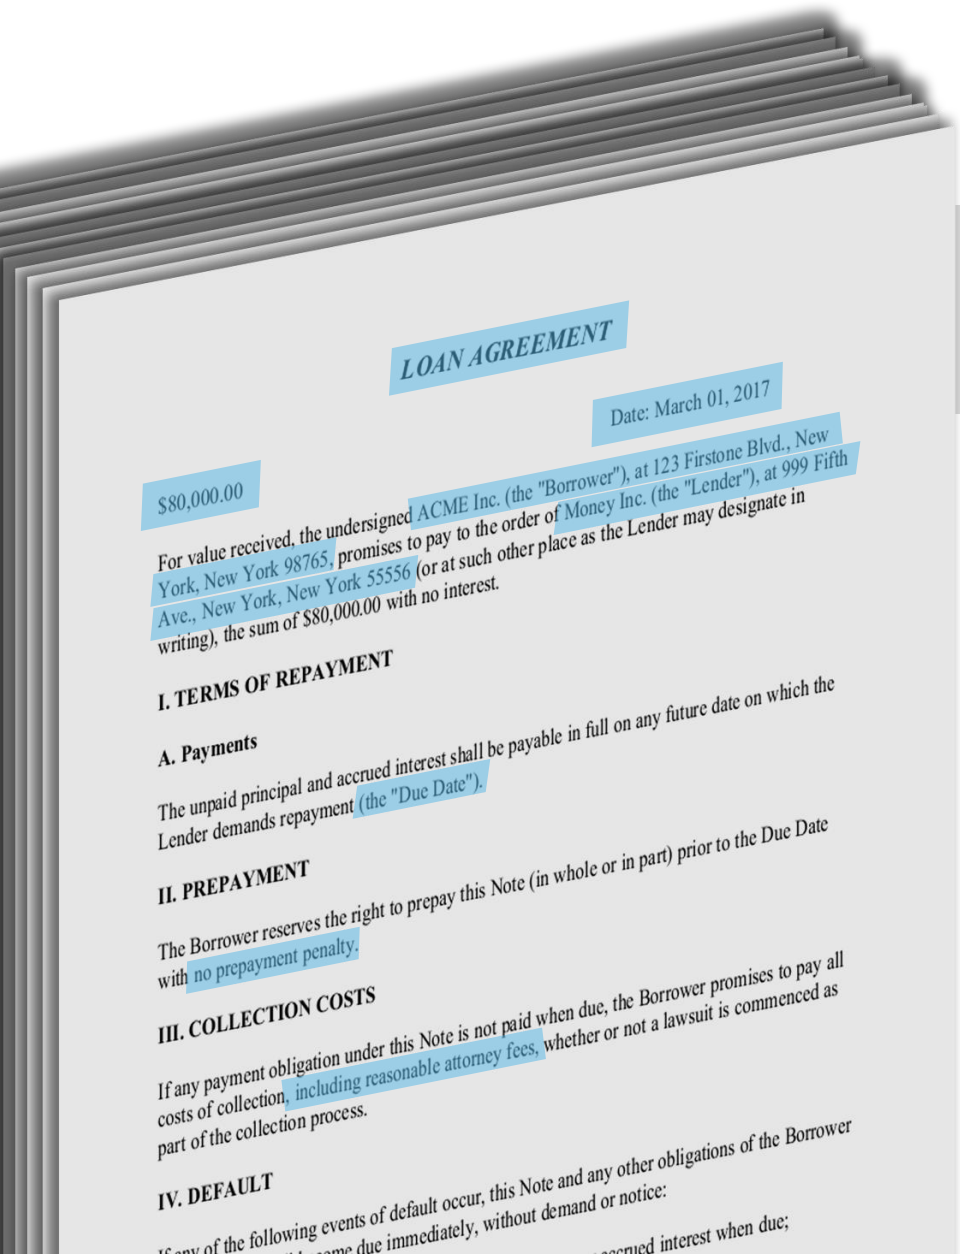 LOAN AGREEMENT
Date: March 01, 2017
$80,000.00
For value received, the undersigned ACME Inc. (the "Borrower"), at 123 Firstone Blvd., New
York, New York 98765, promises to pay to the order of Money Inc. (the "Lender"), at 999 Fifth
Ave., New York, New York 55556 (or at such other place as the Lender may designate in
writing), the sum of $80,000.00 with no interest.
I. TERMS OF REPAYMENT
A. Payments
The unpaid principal and accrued interest shall be payable in full on any future date on which the
Lender demands repayment (the "Due Date").
II. PREPAYMENT
The Borrower reserves the right to prepay this Note (in whole or in part) prior to the Due Date
with no prepayment penalty.
III. COLLECTION COSTS
If any payment obligation under this Note is not paid when due, the Borrower promises to pay all
costs of collection, including reasonable attorney fees, whether or not a lawsuit is commenced as
part of the collection process.
IV. DEFAULT
If any of the following events of default occur, this Note and any other obligations of the Borrower
due immediately, without demand or notice:
interest when due;